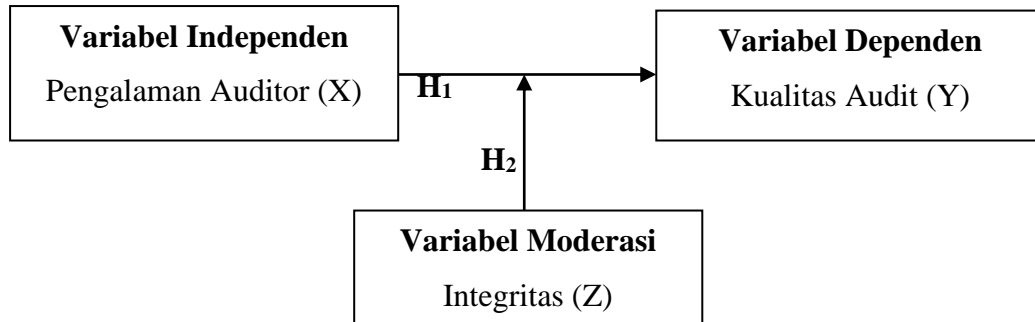 Variabel Independen
Pengalaman Auditor (X)
Variabel Dependen
Kualitas Audit (Y)
H1
H2
Variabel Moderasi
Integritas (Z)